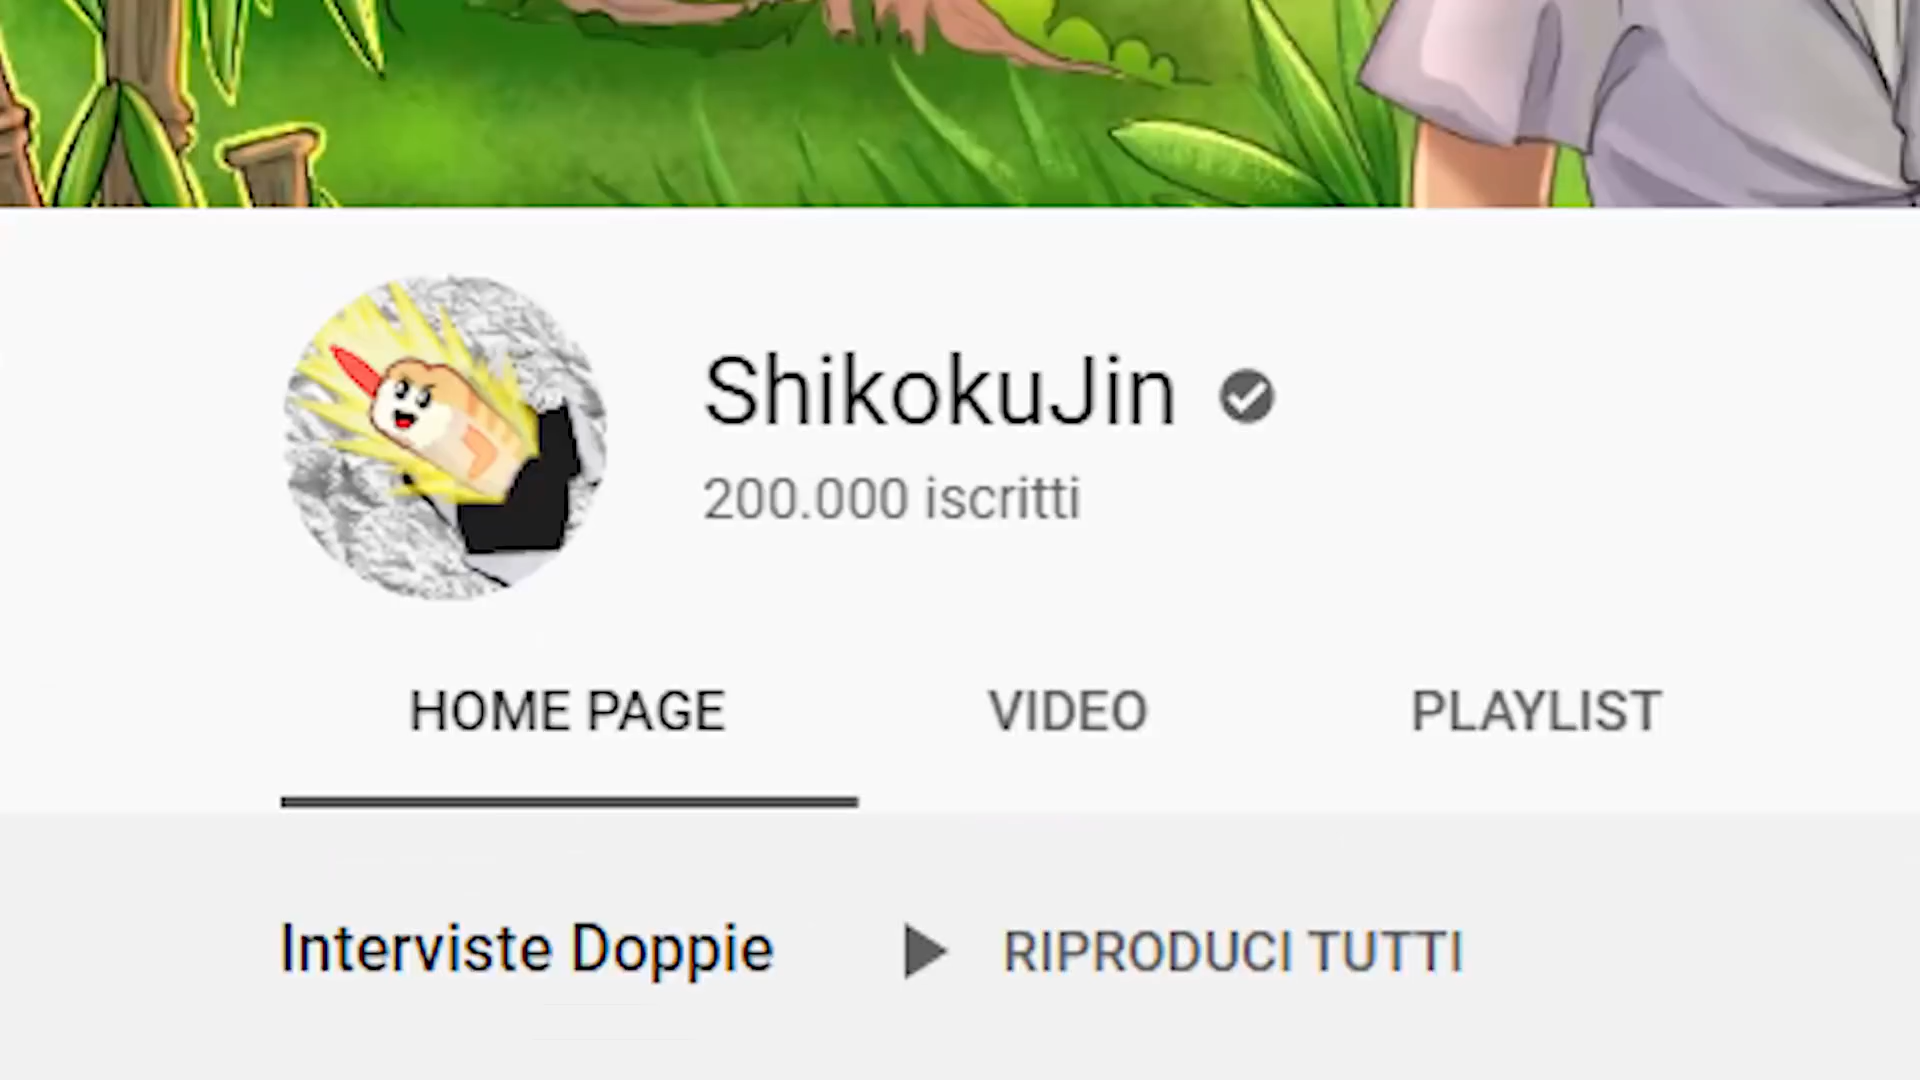 ShikokuJin
200.000 iscritti
HOME PAGE VIDEO PLAYLIST
Interviste Doppie RIPRODUCI TUTTI